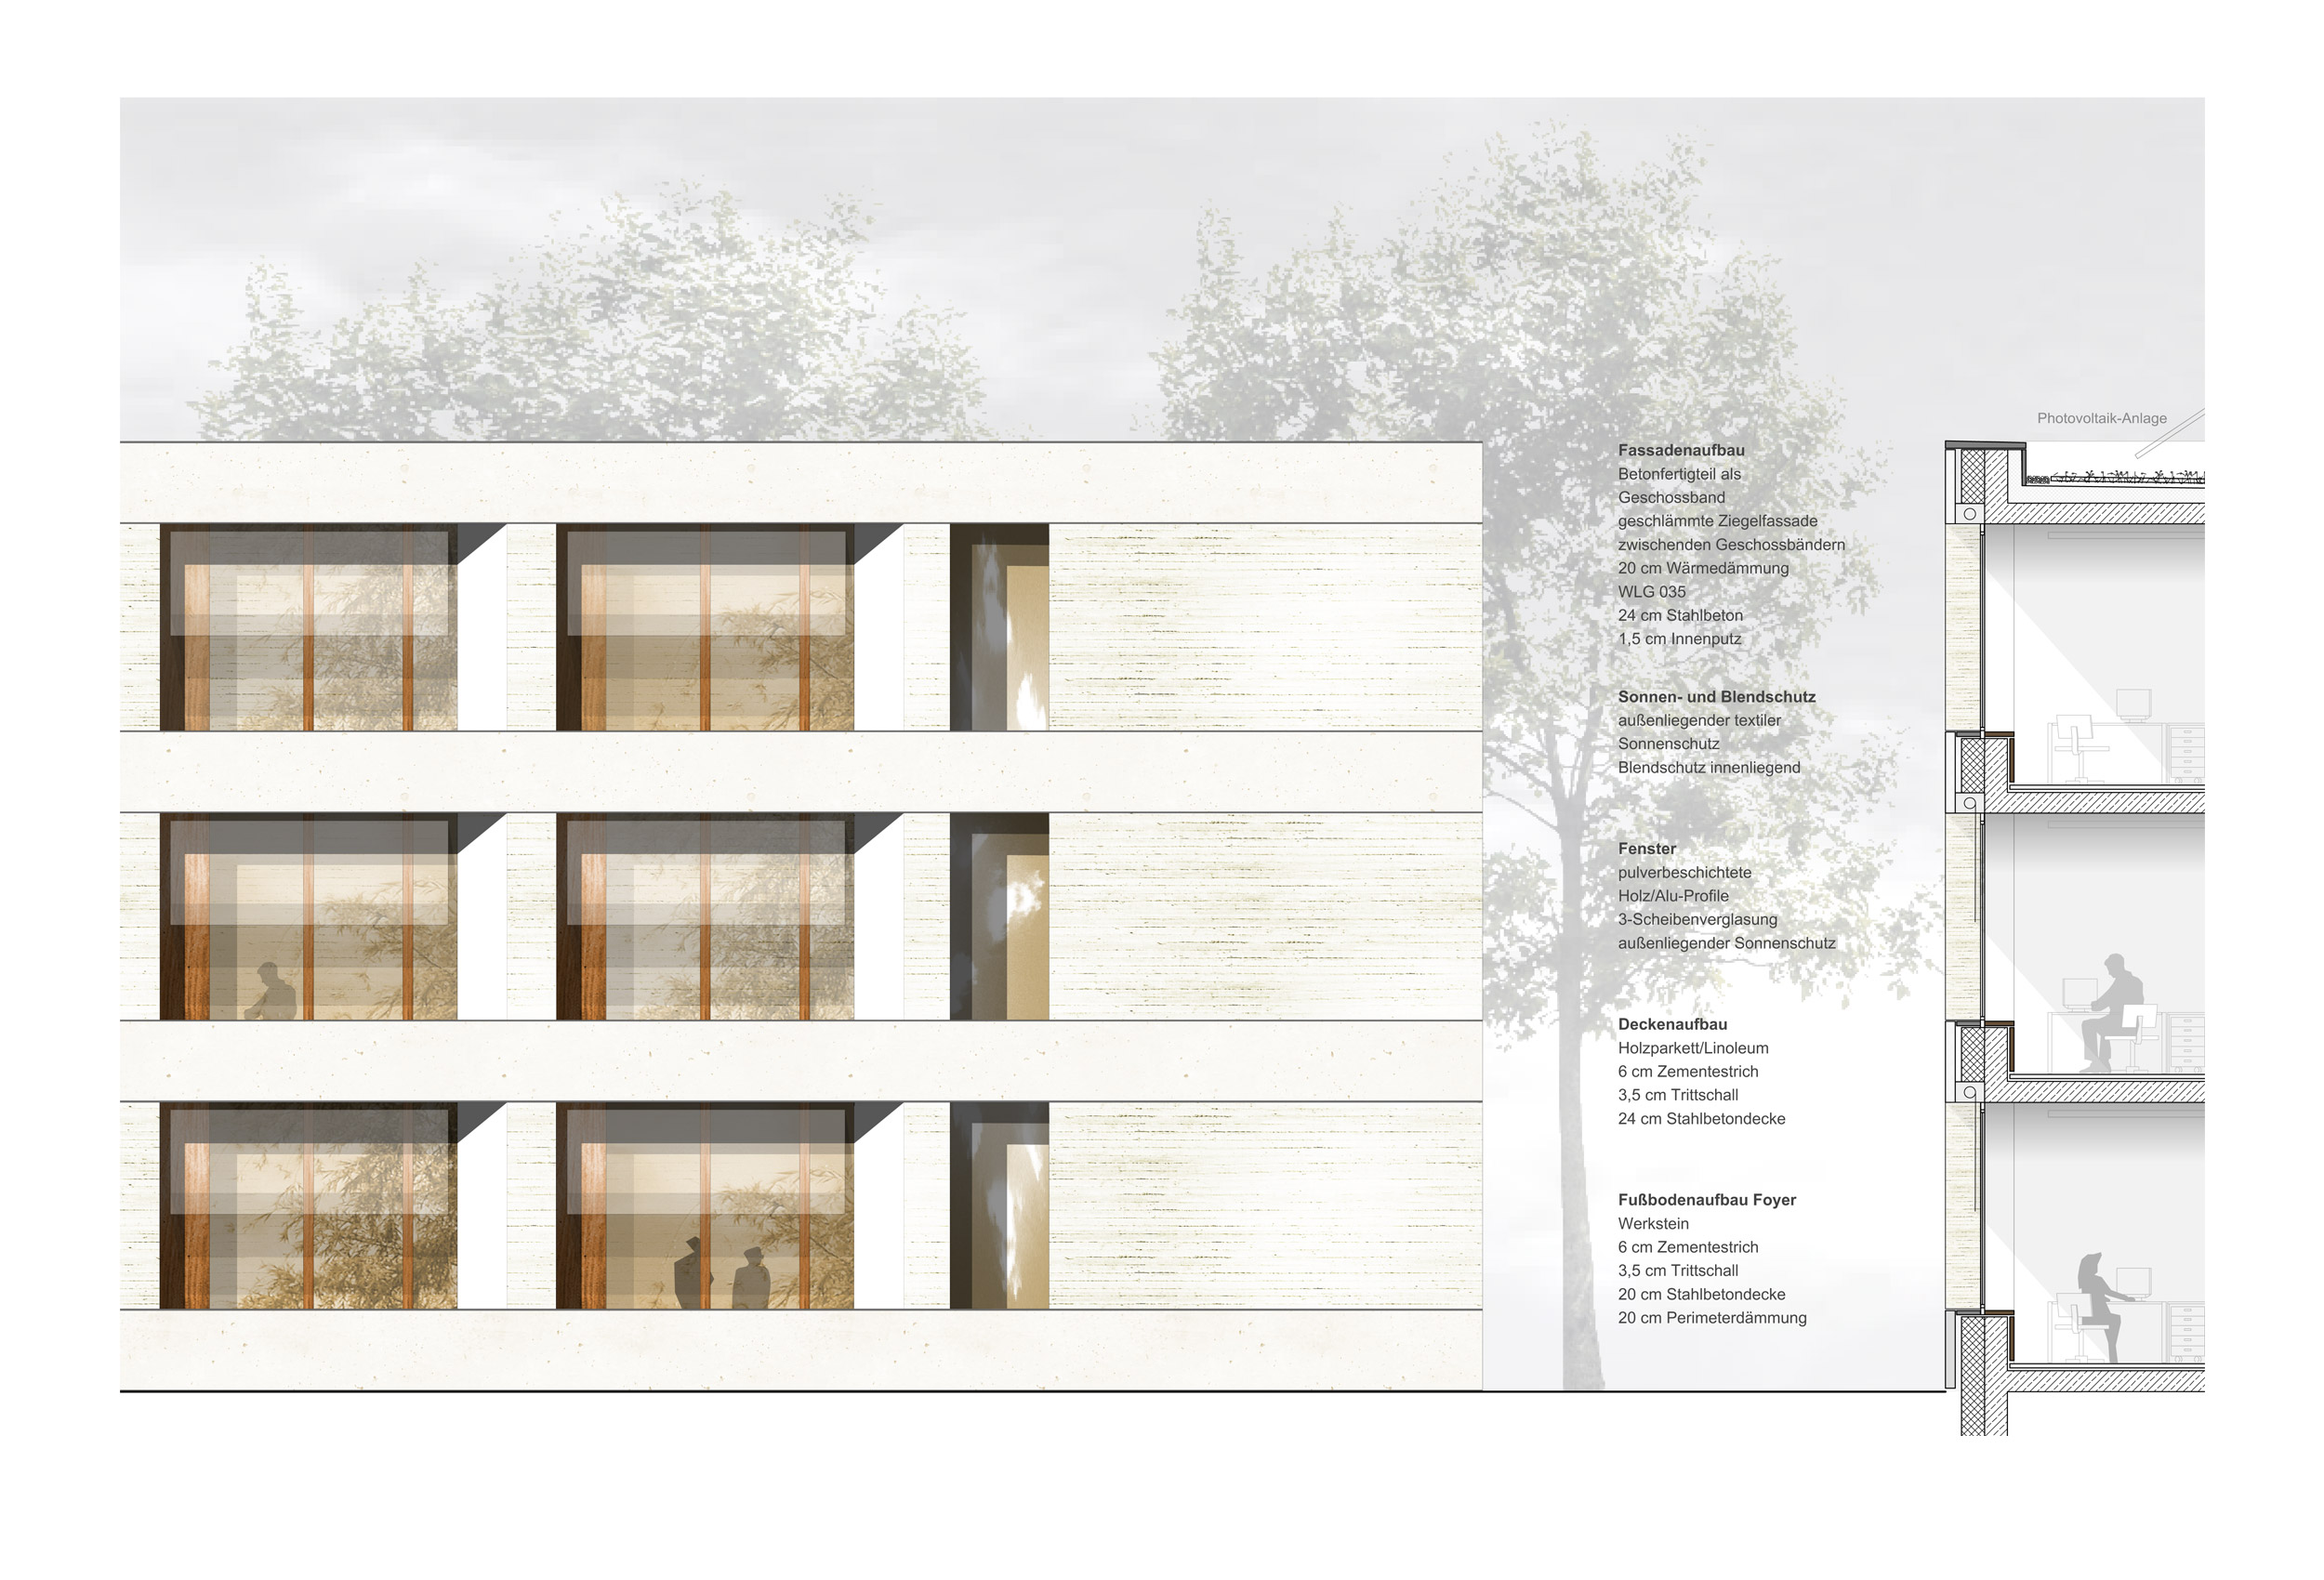 Photovoltaik-Anlage
Fassadenaufbau
Betonfertigteil als
Geschossband
geschlämmte Ziegelfassade
zwischenden Geschossbändern
20 cm Wärmedämmung
WLG 035
24 cm Stahlbeton
1,5 cm Innenputz
Sonnen- und Blendschutz
außenliegender textiler
Sonnenschutz
Blendschutz innenliegend
Fenster
pulverbeschichtete
Holz/Alu-Profile
3-Scheibenverglasung
außenliegender Sonnenschutz
Deckenaufbau
Holzparkett/Linoleum
6 cm Zementestrich
3,5 cm Trittschall
24 cm Stahlbetondecke
Fußbodenaufbau Foyer
Werkstein
6 cm Zementestrich
3,5 cm Trittschall
20 cm Stahlbetondecke
20 cm Perimeterdämmung